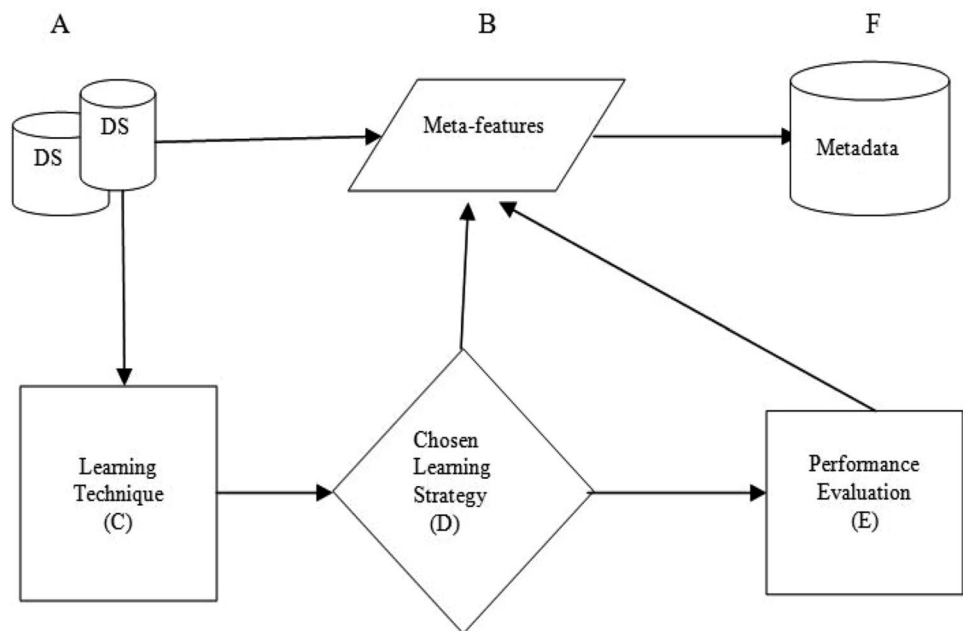 A
B
F
DS
DS
Meta-features
Metadata
Learning
Technique
(C)
Chosen
Learning
Strategy
(D)
Performance
Evaluation
(E)